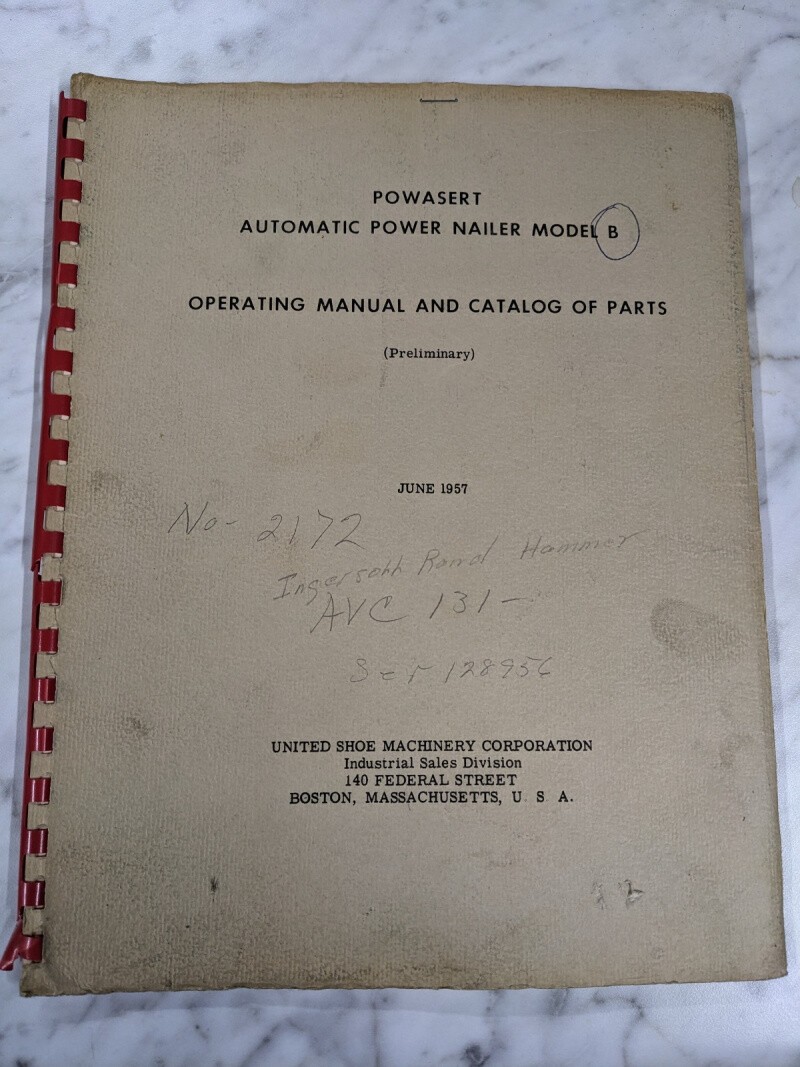 POWASERT
AUTOMATIC POWER NAILER MODEL B
OPERATING MANUAL AND CATALOG OF PARTS
(Preliminary)
JUNE 1957
No- 2172
Ingersohh Rand Hammer
AVC 131-
Ser 128956
UNITED SHOE MACHINERY CORPORATION
Industrial Sales Division
140 FEDERAL STREET
BOSTON, MASSACHUSETTS, U S A.